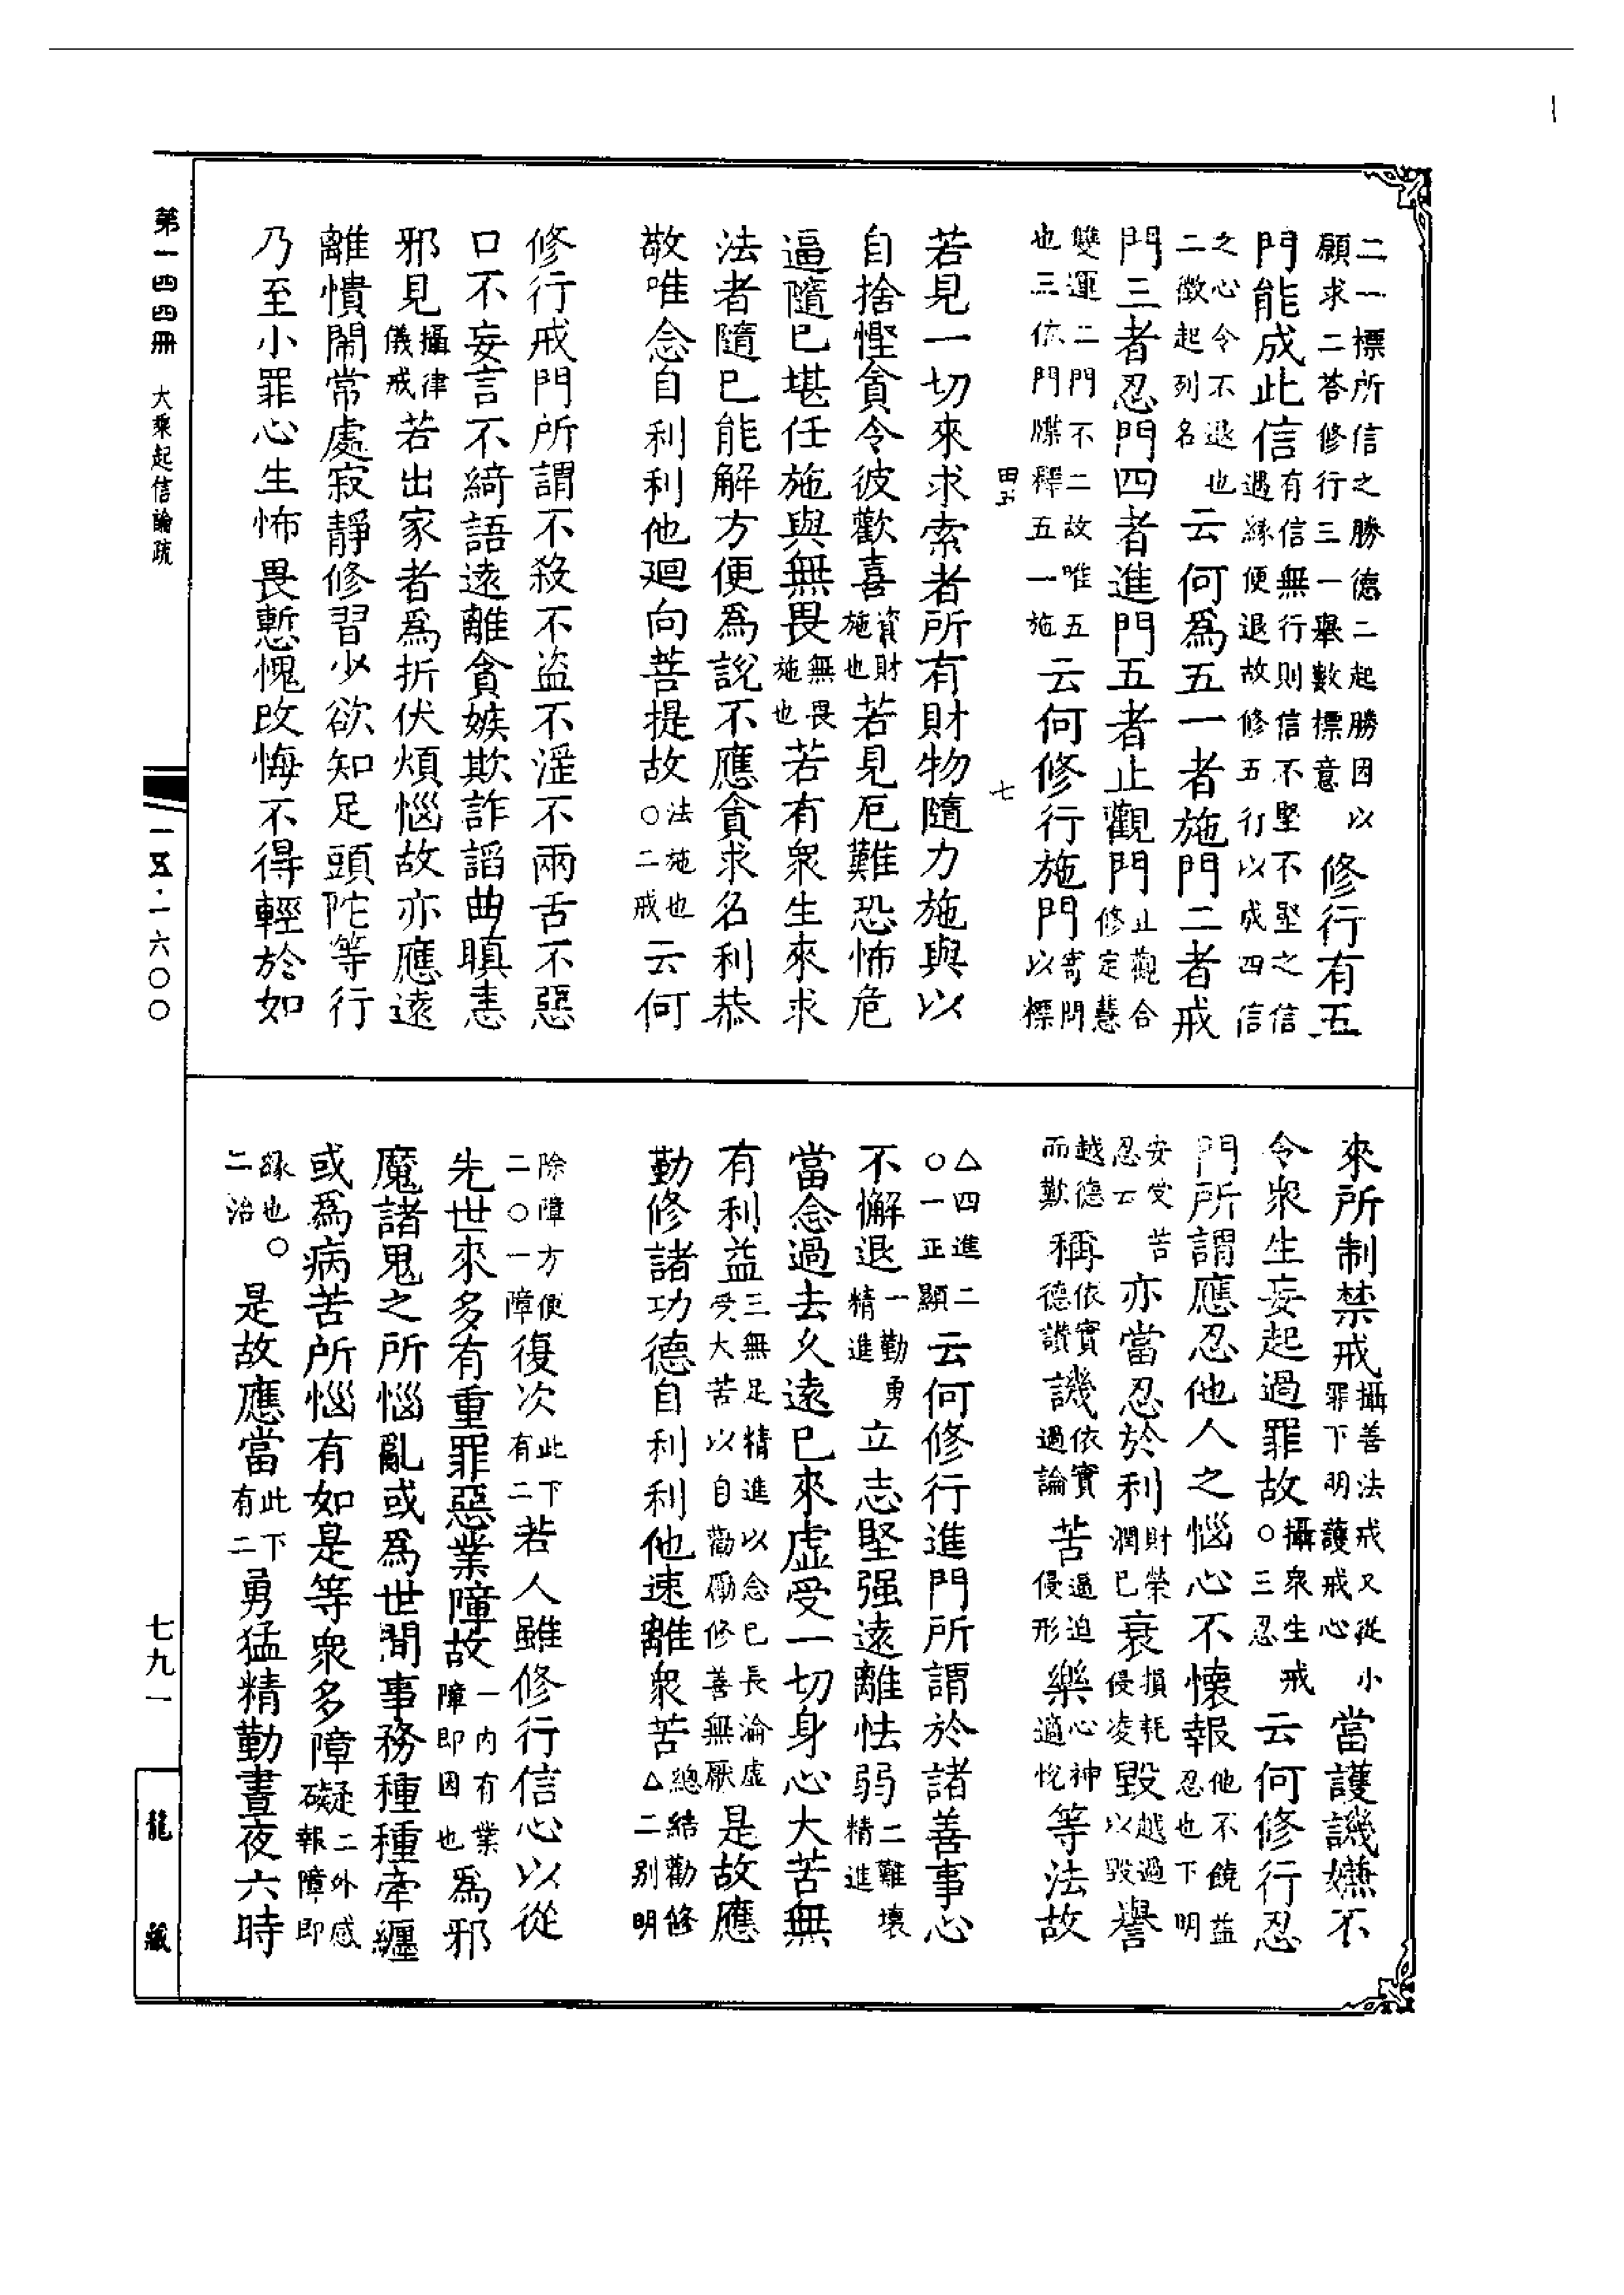 二一標所信之勝德二起勝因以願求二荅修行三一舉數標意修行有五
門能成此信有信無行則信不堅不堅之信遇緣便退故修五行以成四信
之心令不退也二徵起列名云何為五一者施門二者戒
門三者忍門四者進門五者止觀門止觀合修定慧
雙運二門不二故唯五也三依門牒釋五一施云何修行施門寄問以標
七
若見一切來求索者所有財物隨力施與以
自捨慳貪令彼歡喜資財施也若見厄難恐怖危
逼隨已堪任施與無畏無畏施也若有眾生來求
法者隨已能解方便為說不應貪求名利恭
敬唯念自利利他廻向菩提故法施也○二戒云何
修行戒門所謂不殺不盜不婬不兩舌不惡
口不妄言不綺語遠離貪嫉欺詐諂曲瞋恚
邪見攝律儀戒若出家者為折伏煩惱故亦應遠
離憒鬧常處寂靜修習少欲知足頭陀等行
乃至小罪心生怖畏慙愧改悔不得輕於如
來所制禁戒攝善法戒又從小罪下明護戒心當護譏嫌不
令眾生妄起過罪故攝眾生戒○三忍云何修行忍
門所謂應忍他人之惱心不懷報他不饒益忍也下明
安受苦忍云亦當忍於利財榮潤已衰損耗侵凌毀越過以毀譽
越德而歎稱依實德讚譏依實過論苦逼迫侵形樂心神適悅等法故
△四進二○一正顯云何修行進門所謂於諸善事心
不懈退一勤勇精進立志堅强遠離怯弱二難壞精進
當念過去久遠已來虛受一切身心大苦無
有利益三無足精進以念已長淪虛受大苦以自勸勵修善無厭是故應
勤修諸功德自利利他速離眾苦總結勸修△二别明
除障方便二○一障復次此下有二若人雖修行信心以從
先世來多有重罪惡業障故一內有業障即因也為邪
魔諸鬼之所惱亂或為世間事務種種牽纏
或為病苦所惱有如是等眾多障礙二外感報障即
緣也○二治是故應當此下有二勇猛精勤晝夜六時
第一四四冊 大乘起信論疏
一五·一六〇〇
七九一
龍藏